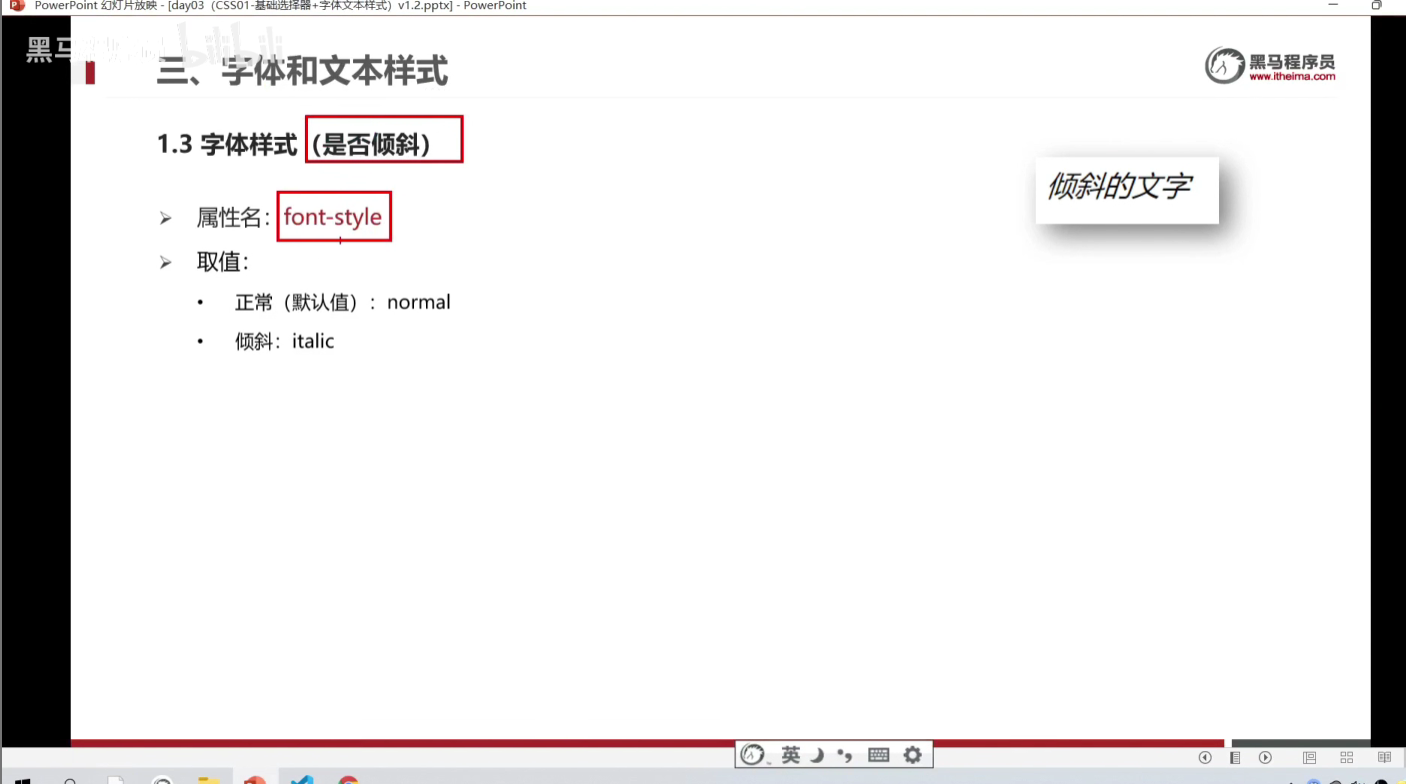 PowerPoint 幻灯片放映 - [day03（CSS01-基础选择器+字体文本样式）v1.2.pptx] - PowerPoint
黑马 bilibili
三、字体和文本样式
黑马程序员
www.itheima.com
1.3 字体样式（是否倾斜）
倾斜的文字
➢ 属性名：font-style
➢ 取值：
• 正常（默认值）：normal
• 倾斜：italic
英